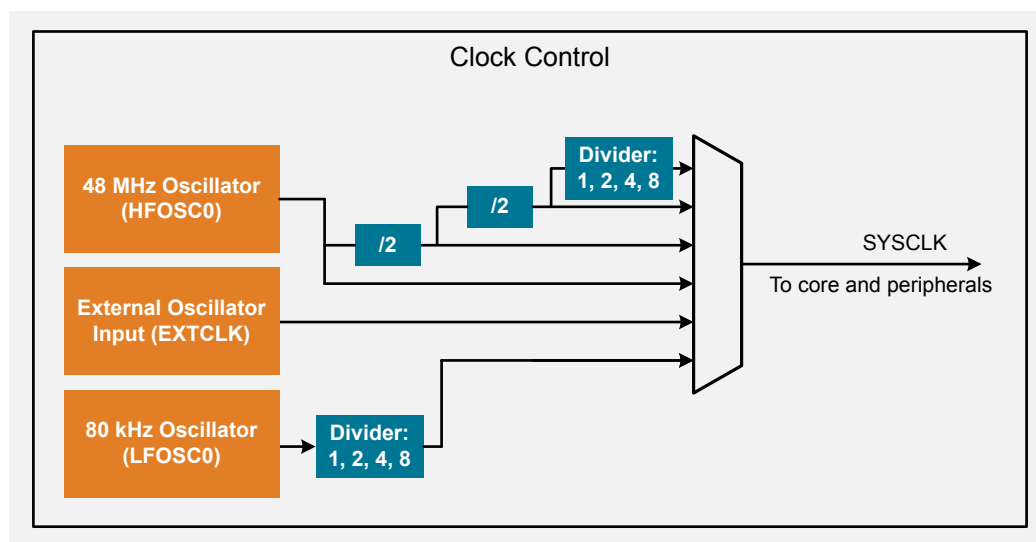 Clock Control
48 MHz Oscillator
(HFOSC0)
/2
/2
Divider:
1, 2, 4, 8
External Oscillator
Input (EXTCLK)
80 kHz Oscillator
(LFOSC0)
Divider:
1, 2, 4, 8
SYSCLK
To core and peripherals